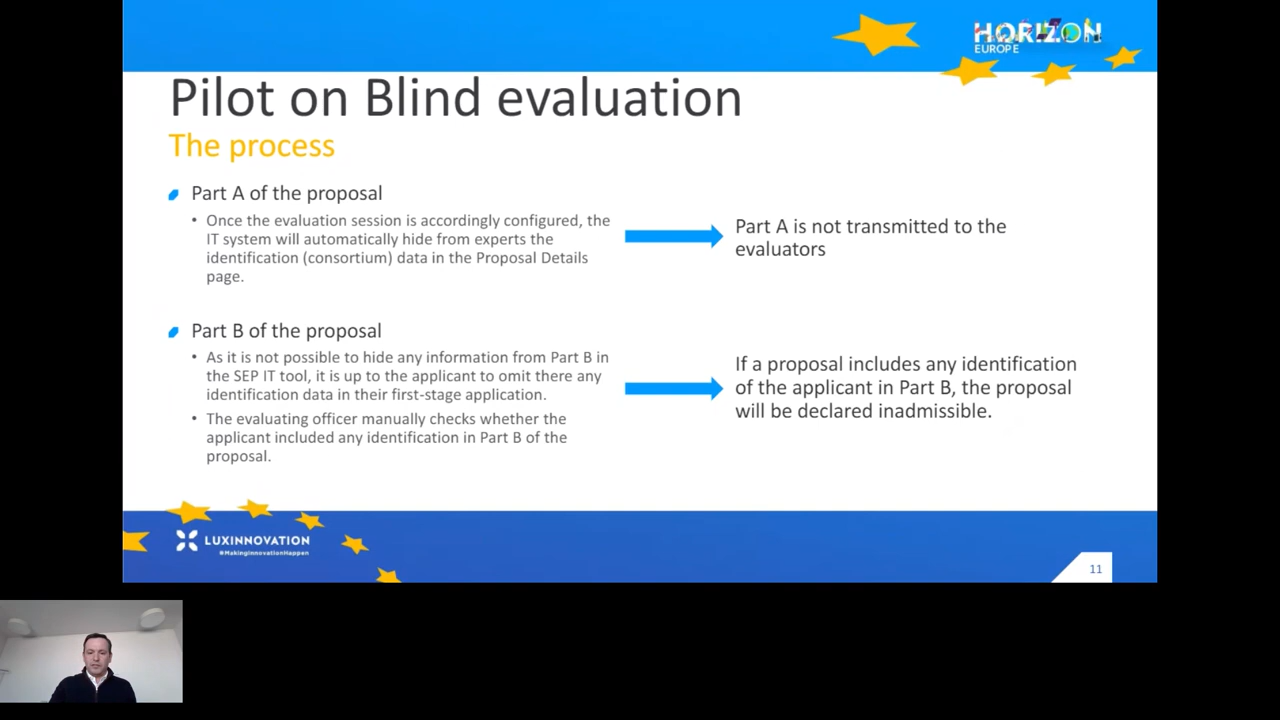 HORIZON
EUROPE
Pilot on Blind evaluation
The process
Part A of the proposal
• Once the evaluation session is accordingly configured, the
IT system will automatically hide from experts the
identification (consortium) data in the Proposal Details
page.
Part A is not transmitted to the
evaluators
Part B of the proposal
• As it is not possible to hide any information from Part B in
the SEP IT tool, it is up to the applicant to omit there any
identification data in their first-stage application.
• The evaluating officer manually checks whether the
applicant included any identification in Part B of the
proposal.
If a proposal includes any identification
of the applicant in Part B, the proposal
will be declared inadmissible.
LUXINNOVATION
#MakingInnovationHappen
11